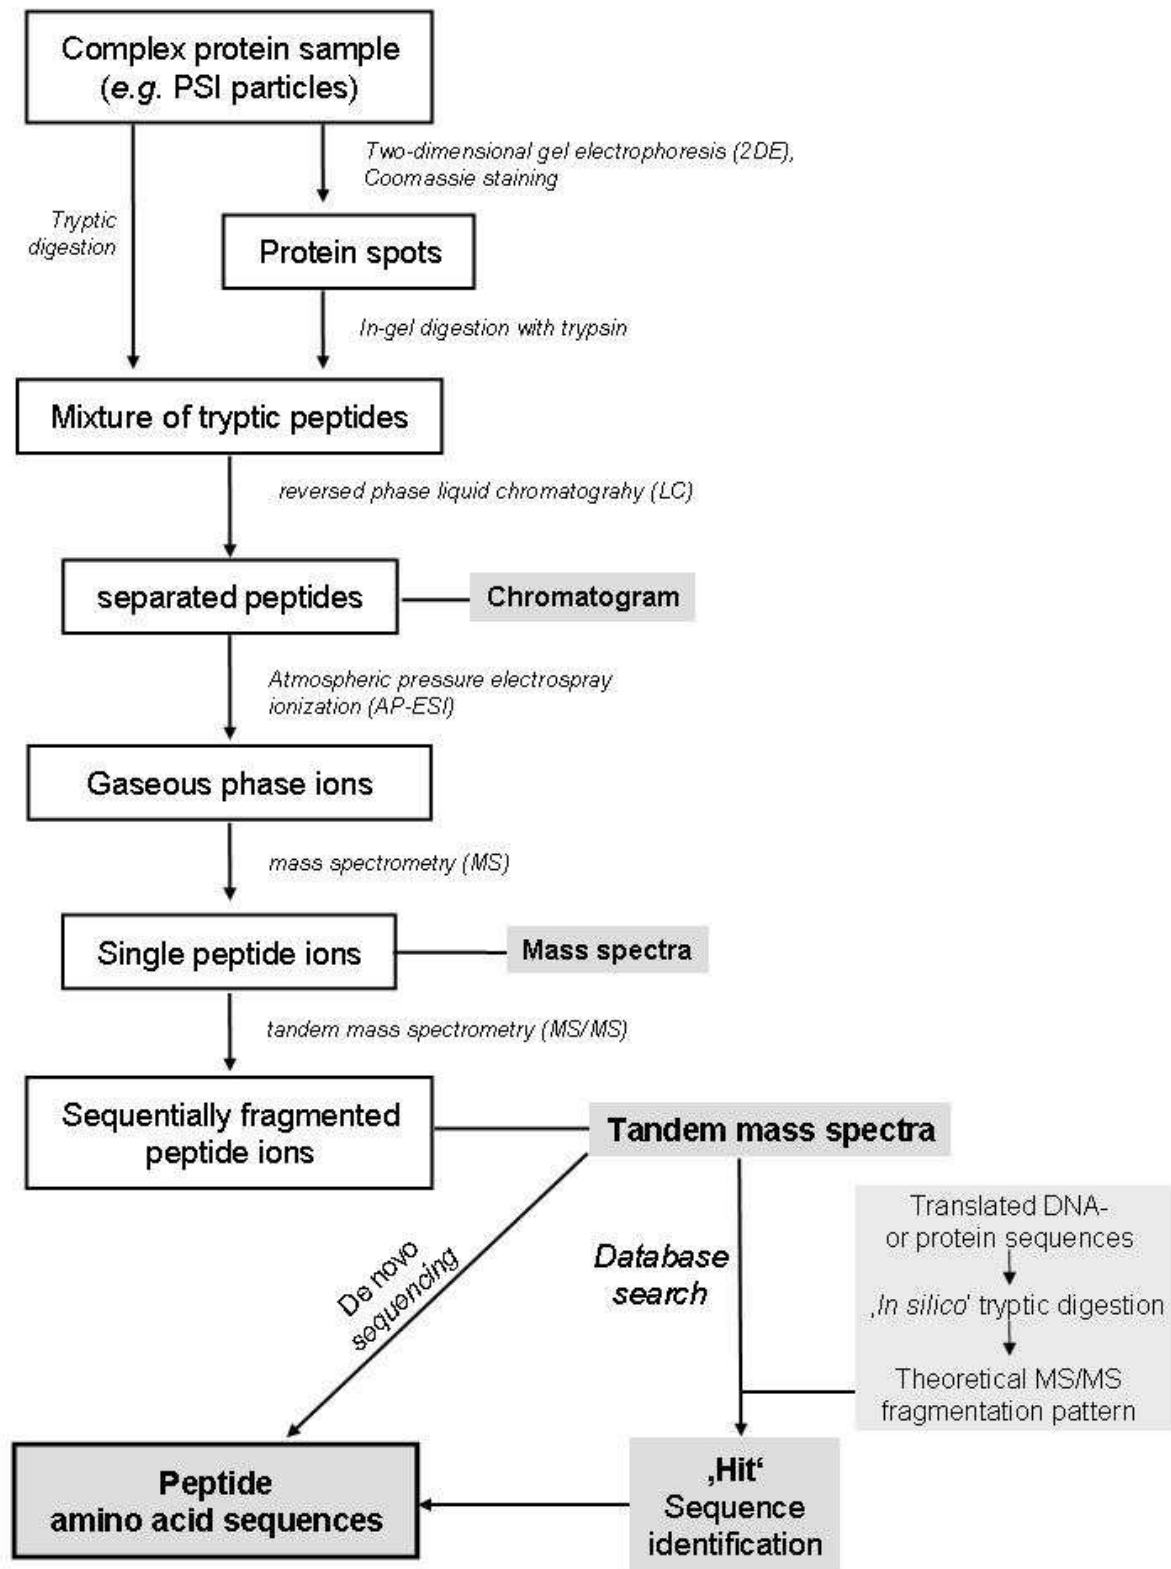 Complex protein sample
(e.g. PSI particles)
Two-dimensional gel electrophoresis (2DE),
Coomassie staining
Tryptic
digestion
Protein spots
In-gel digestion with trypsin
Mixture of tryptic peptides
reversed phase liquid chromatograhy (LC)
separated peptides
Chromatogram
Atmospheric pressure electrospray
ionization (AP-ESI)
Gaseous phase ions
mass spectrometry (MS)
Single peptide ions
Mass spectra
tandem mass spectrometry (MS/MS)
Sequentially fragmented
peptide ions
Tandem mass spectra
Translated DNA-
or protein sequences
‚In silico' tryptic digestion
Theoretical MS/MS
fragmentation pattern
De novo
sequencing
Database
search
‚Hit‘
Sequence
identification
Peptide
amino acid sequences